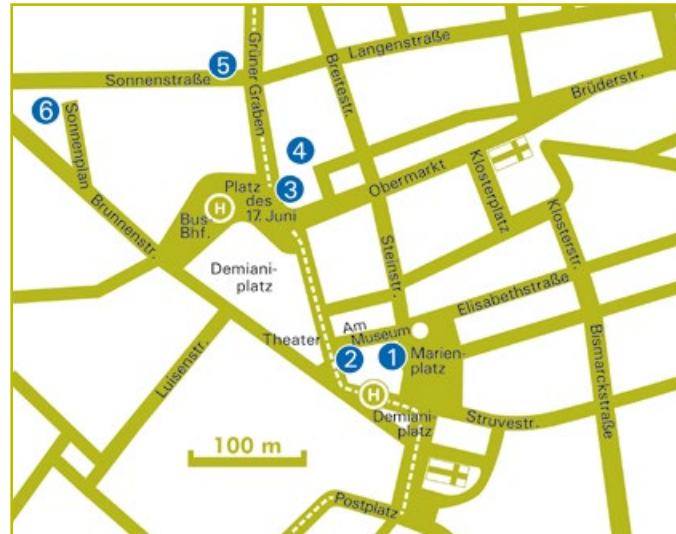 Grüner Graben
Breitestr.
Langenstraße
5
Sonnenstraße
Brüderstr.
6
Sonnenplan
4
Klosterplatz
3
Platz
des
17. Juni
Obermarkt
H
Bus-
Bhf.
Brunnenstr.
Steinstr.
Klosterstr.
Demiani-
platz
Elisabethstraße
Theater
Am
Museum
2
1
Marien-
platz
Luisenstr.
Bismarckstraße
H
Demiani
platz
Struvestr.
100 m
Postplatz